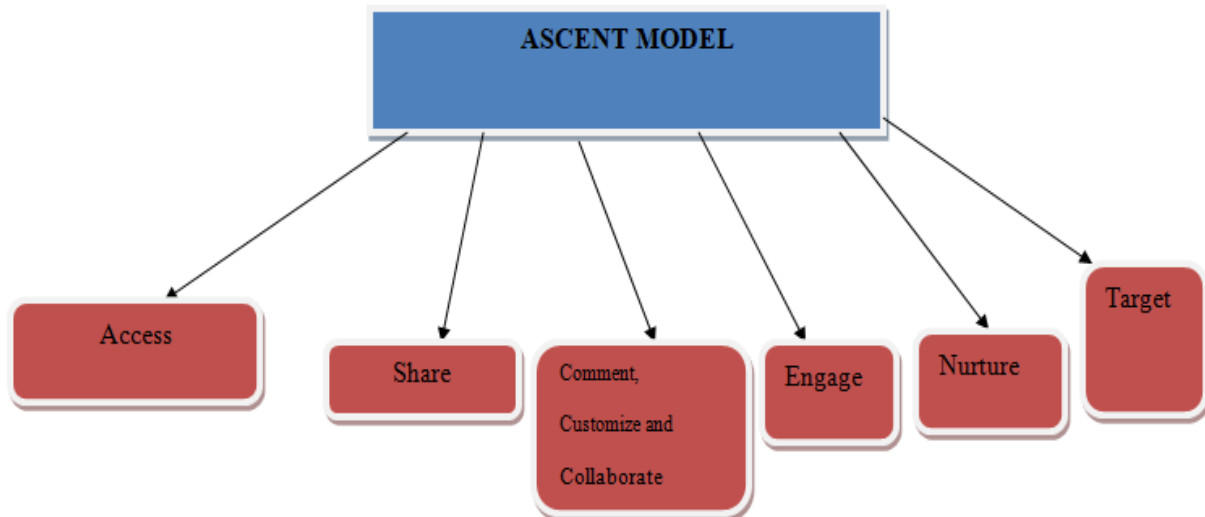 ASCENT MODEL
Access
Share
Comment,
Customize and
Collaborate
Engage
Nurture
Target